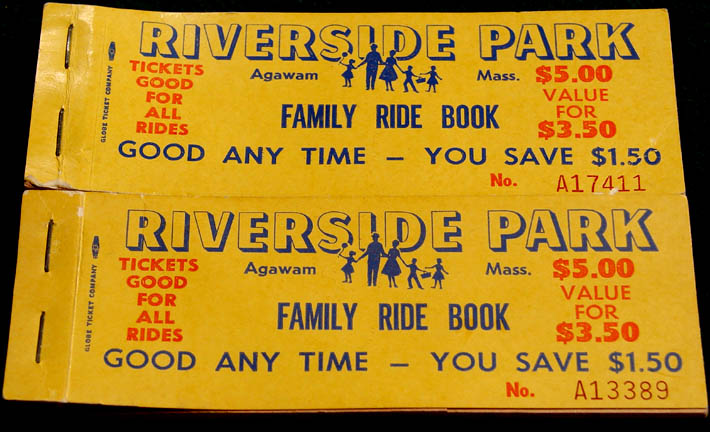 RIVERSIDE PARK
Agawam Mass.
TICKETS
GOOD
FOR
ALL
RIDES
$5.00
VALUE
FOR
$3.50
FAMILY RIDE BOOK
GOOD ANY TIME — YOU SAVE $1.50
No. A17411
GLOBE TICKET COMPANY
RIVERSIDE PARK
Agawam Mass.
TICKETS
GOOD
FOR
ALL
RIDES
$5.00
VALUE
FOR
$3.50
FAMILY RIDE BOOK
GOOD ANY TIME — YOU SAVE $1.50
No. A13389
GLOBE TICKET COMPANY